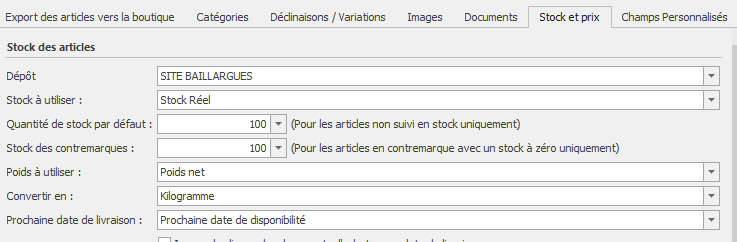 Export des articles vers la boutique Catégories Déclinaisons / Variations Images Documents Stock et prix Champs Personnalisés
Stock des articles
Dépôt SITE BAILLARGUES
Stock à utiliser : Stock Réel
Quantité de stock par défaut : 100 (Pour les articles non suivi en stock uniquement)
Stock des contremarques : 100 (Pour les articles en contremarque avec un stock à zéro uniquement)
Poids à utiliser : Poids net
Convertir en : Kilogramme
Prochaine date de livraison : Prochaine date de disponibilité